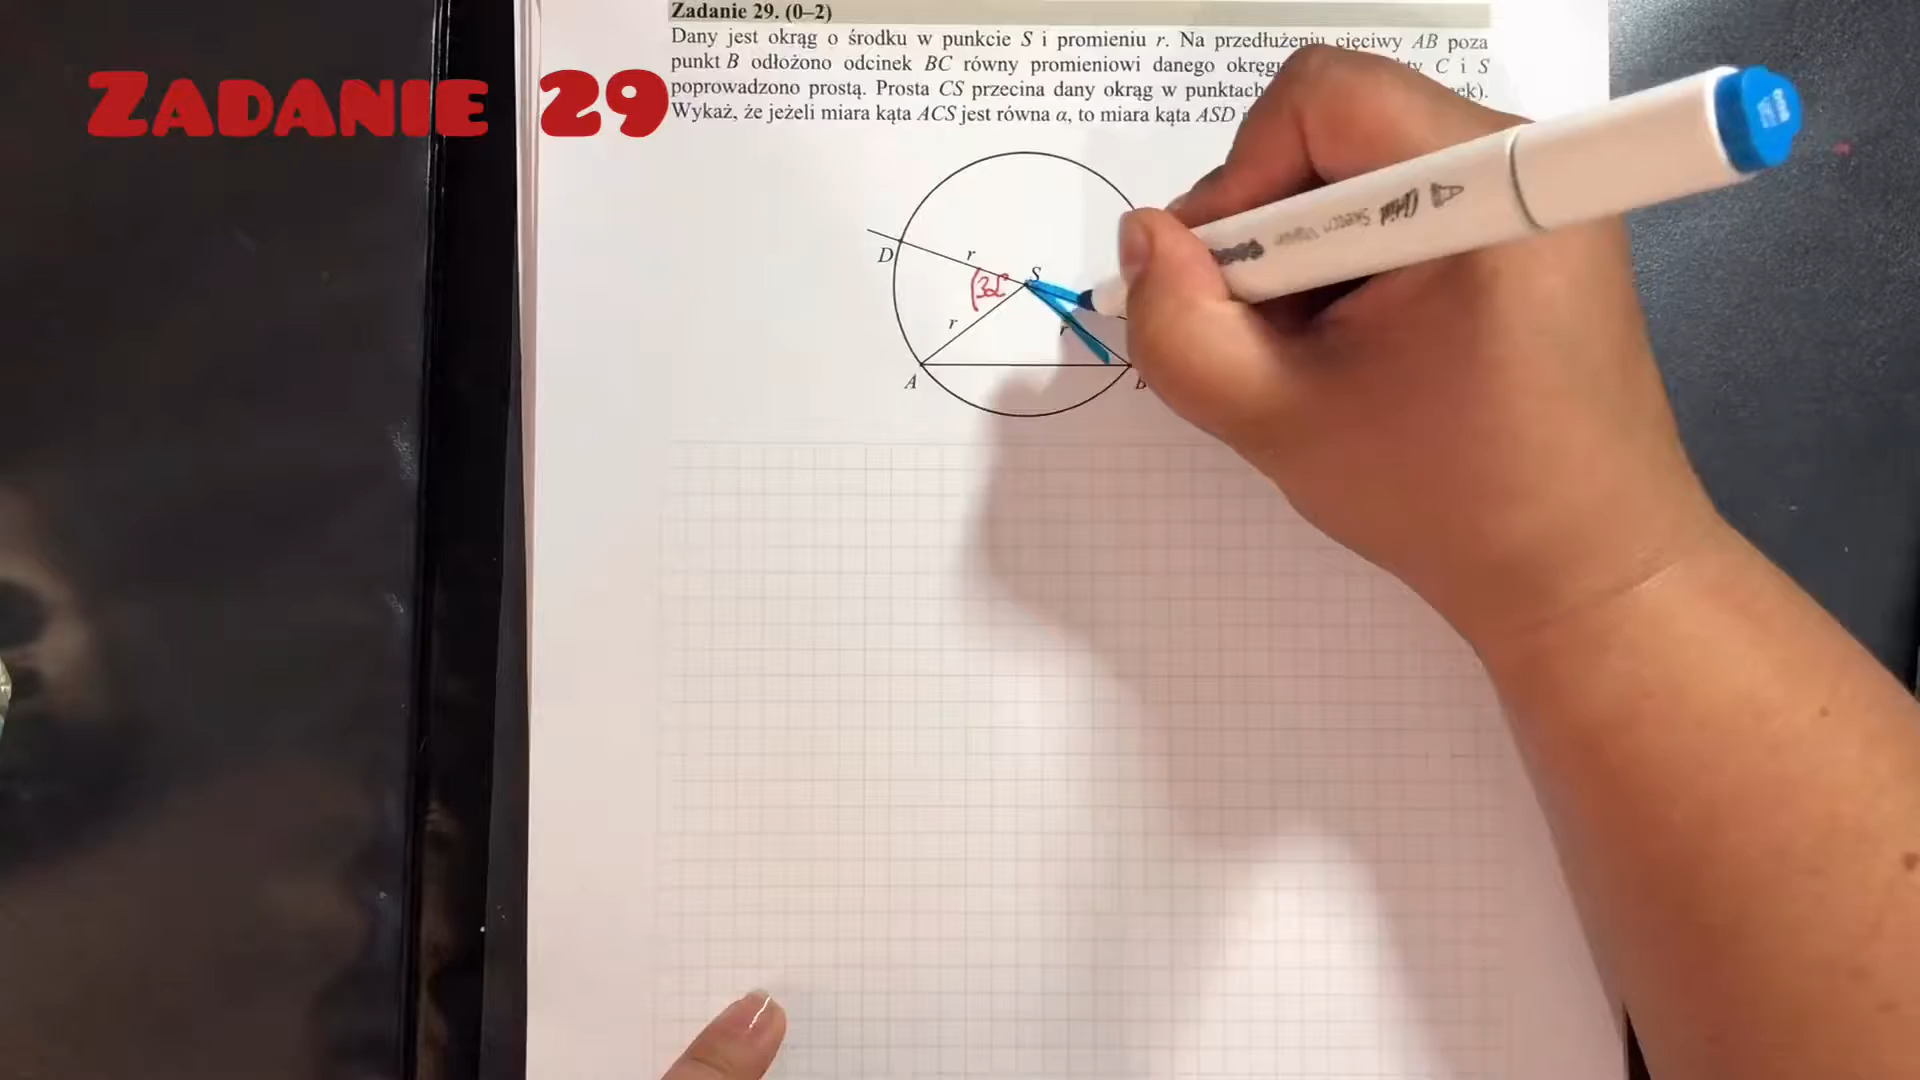 Zadanie 29. (0–2)
Dany jest okrąg o środku w punkcie S i promieniu r. Na przedłużeniu cięciwy AB poza
punkt B odłożono odcinek BC równy promieniowi danego C i S
poprowadzono prostą. Prosta CS przecina dany okrąg w punktach
Wykaż, że jeżeli miara kąta ACS jest równa α, to miara kąta ASD
ZADANIE 29
D
r
S
3α
r
r
A
B